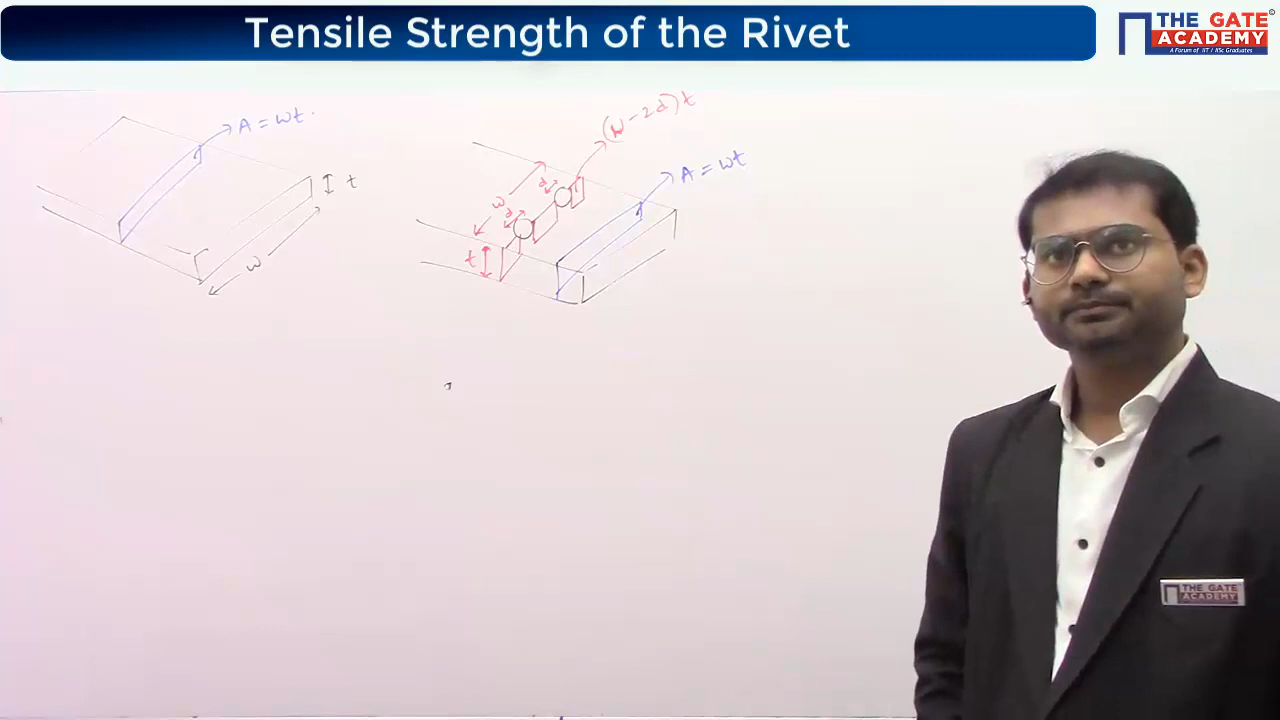 Tensile Strength of the Rivet
THE GATE
ACADEMY
A Forum of IIT / IISc Graduates
©
A = wt.
t
w
(w - 2d) t
A = wt
w
d
d
t
THE GATE
ACADEMY